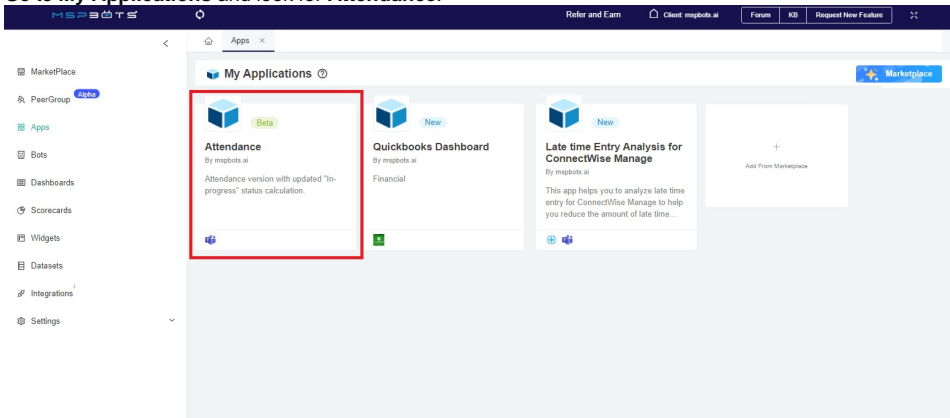 Go to My Applications and look for Attendance.
MSPBOTS
Refer and Earn
Client: mspbots.ai
Forum
KB
Request New Feature
Apps ×
MarketPlace
PeerGroup Alpha
Apps
Bots
Dashboards
Scorecards
Widgets
Datasets
Integrations
Settings
My Applications
Marketplace
Beta
Attendance
By mspbots.ai
Attendance version with updated "In-
progress" status calculation.
New
Quickbooks Dashboard
By mspbots.ai
Financial
New
Late time Entry Analysis for
ConnectWise Manage
By mspbots.ai
This app helps you to analyze late time
entry for ConnectWise Manage to help
you reduce the amount of late time...
+
Add From Marketplace